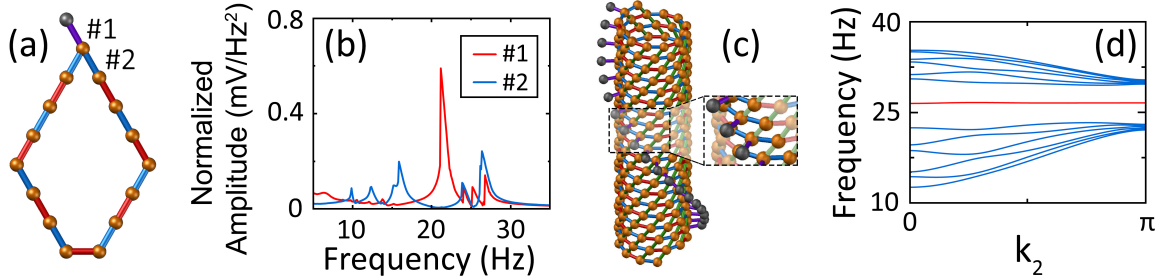 (a)
#1
#2
Normalized
Amplitude (mV/Hz²)
0.8
0.4
0
(b)
#1
#2
10
20
30
Frequency (Hz)
(c)
Frequency (Hz)
40
25
10
(d)
0
π
k₂